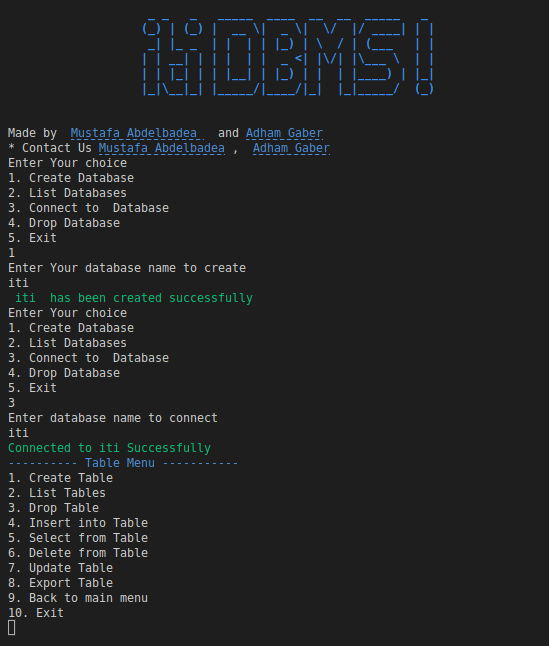 iti DBMS!
Made by Mustafa Abdelbadea and Adham Gaber
* Contact Us Mustafa Abdelbadea , Adham Gaber
Enter Your choice
1. Create Database
2. List Databases
3. Connect to Database
4. Drop Database
5. Exit
1
Enter Your database name to create
iti
iti has been created successfully
Enter Your choice
1. Create Database
2. List Databases
3. Connect to Database
4. Drop Database
5. Exit
3
Enter database name to connect
iti
Connected to iti Successfully
---------- Table Menu -----------
1. Create Table
2. List Tables
3. Drop Table
4. Insert into Table
5. Select from Table
6. Delete from Table
7. Update Table
8. Export Table
9. Back to main menu
10. Exit